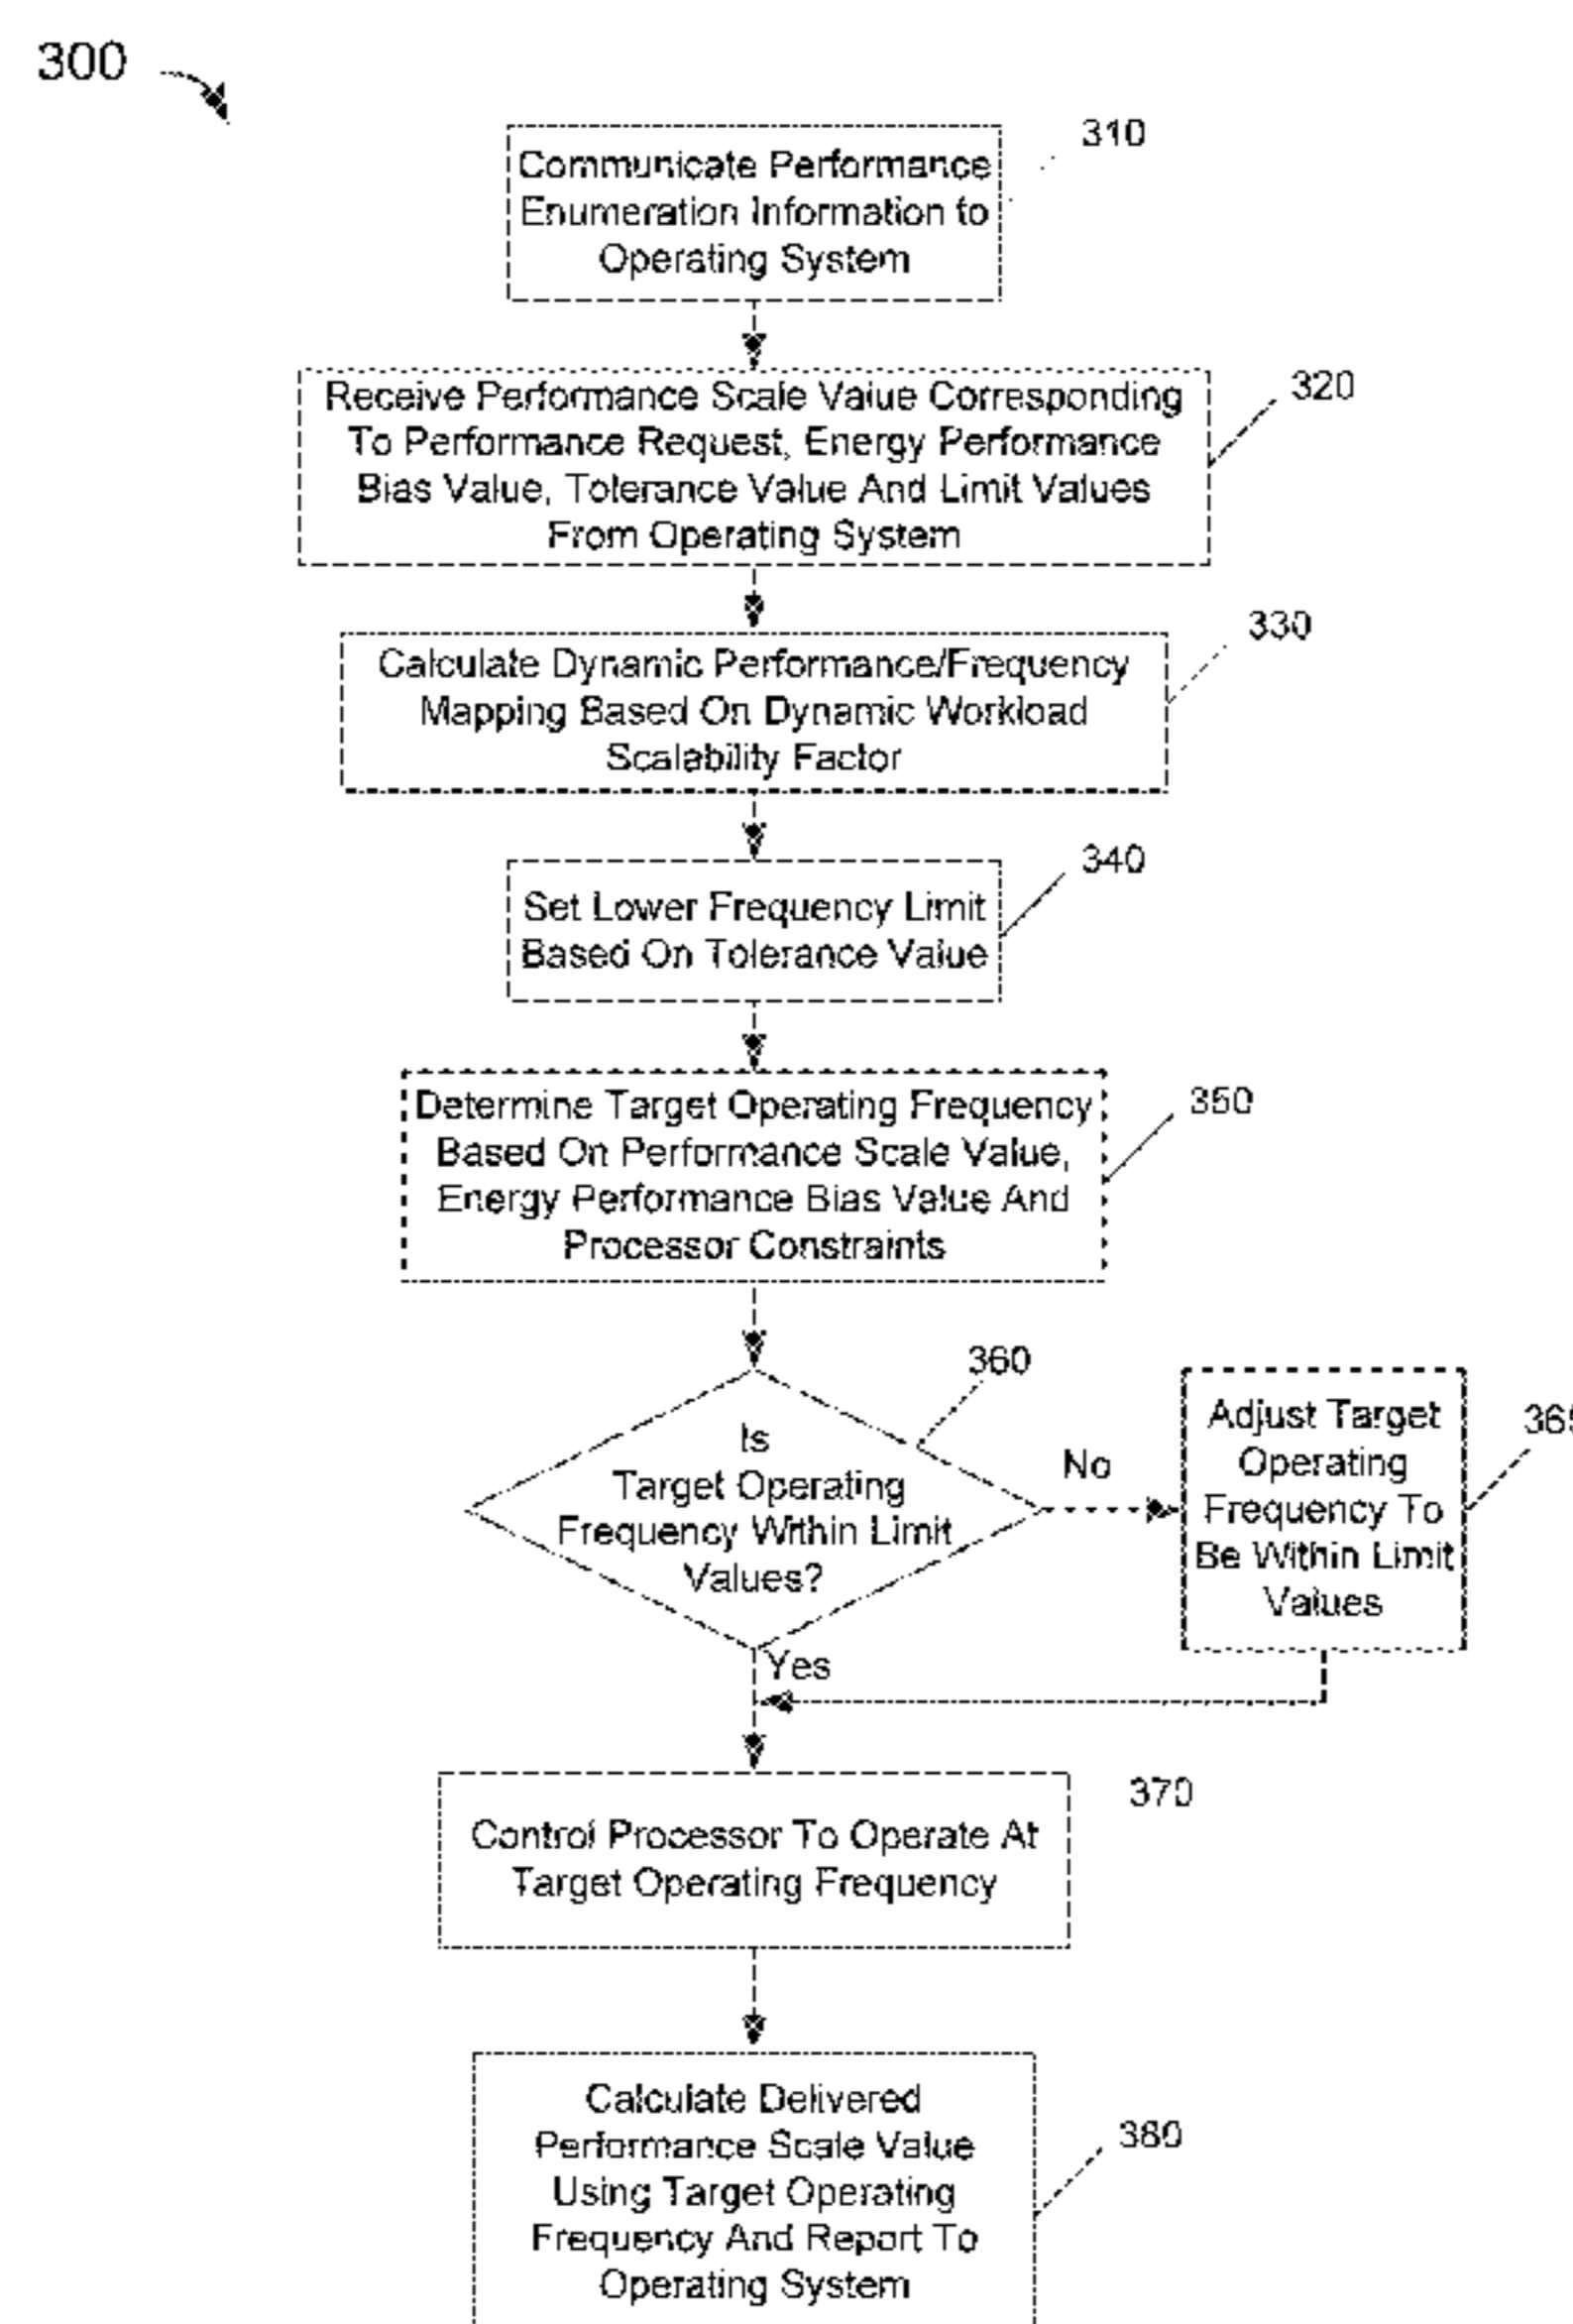 300
310
Communicate Performance
Enumeration Information to
Operating System
320
Receive Performance Scale Value Corresponding
To Performance Request, Energy Performance
Bias Value, Tolerance Value And Limit Values
From Operating System
330
Calculate Dynamic Performance/Frequency
Mapping Based On Dynamic Workload
Scalability Factor
340
Set Lower Frequency Limit
Based On Tolerance Value
350
Determine Target Operating Frequency
Based On Performance Scale Value,
Energy Performance Bias Value And
Processor Constraints
360
Is
Target Operating
Frequency Within Limit
Values?
No
Adjust Target
Operating
Frequency To
Be Within Limit
Values
365
Yes
370
Control Processor To Operate At
Target Operating Frequency
380
Calculate Delivered
Performance Scale Value
Using Target Operating
Frequency And Report To
Operating System